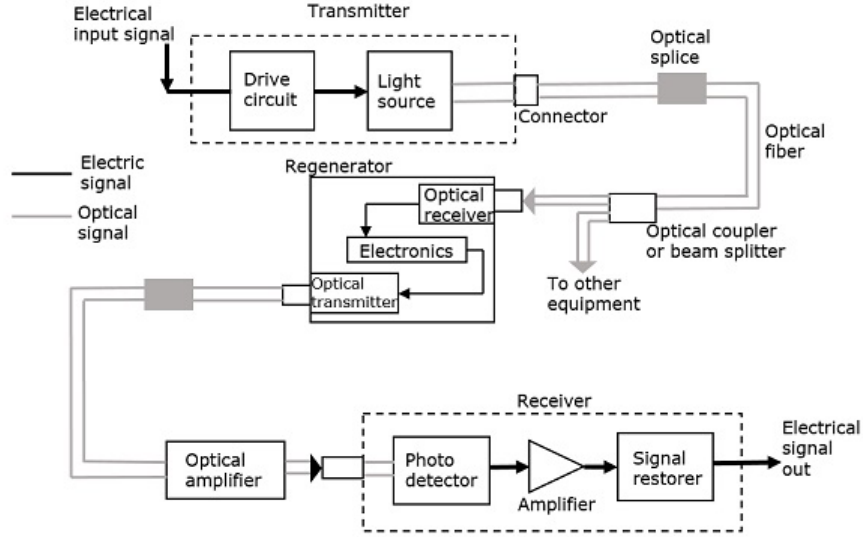 Electrical
input signal
Transmitter
Drive
circuit
Light
source
Connector
Optical
splice
Optical
fiber
Electric
signal
Optical
signal
Regenerator
Optical
receiver
Electronics
Optical
transmitter
Optical coupler
or beam splitter
To other
equipment
Receiver
Optical
amplifier
Photo
detector
Amplifier
Signal
restorer
Electrical
signal
out